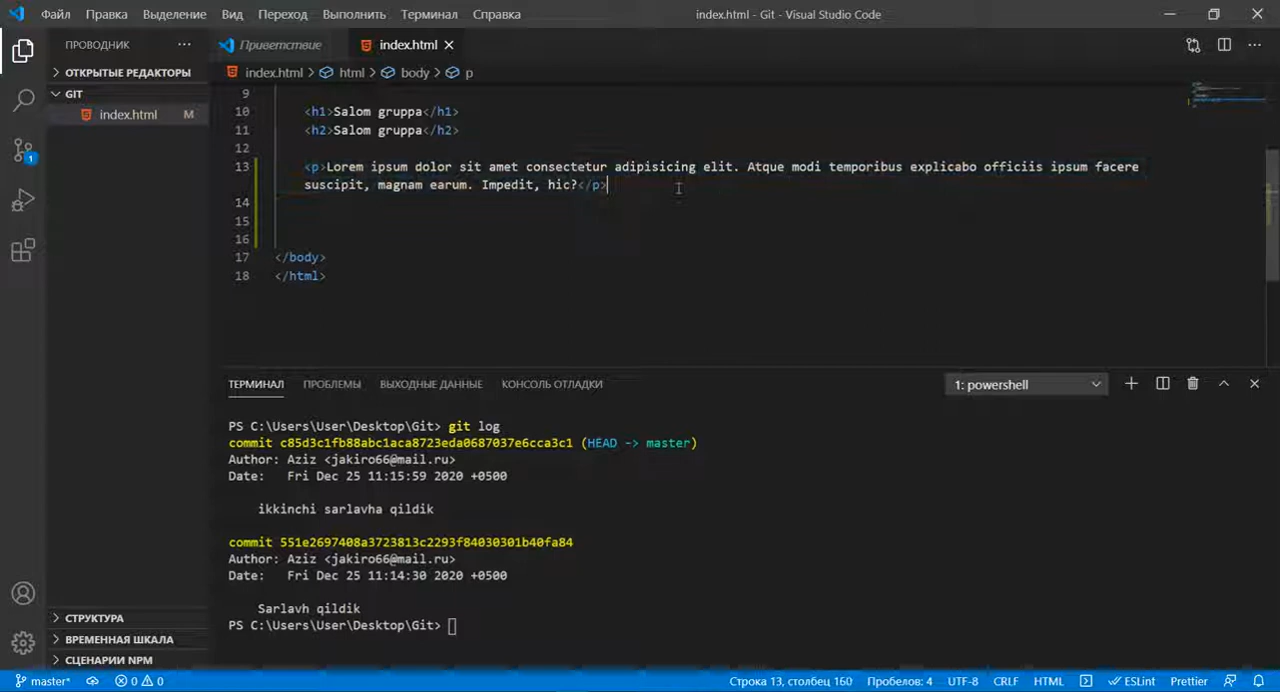 Файл Правка Выделение Вид Переход Выполнить Терминал Справка index.html - Git - Visual Studio Code
ПРОВОДНИК ··· Приветствие index.html
ОТКРЫТЫЕ РЕДАКТОРЫ index.html > html > body > p
GIT
index.html M
9
10 <h1>Salom gruppa</h1>
11 <h2>Salom gruppa</h2>
12
13 <p>Lorem ipsum dolor sit amet consectetur adipisicing elit. Atque modi temporibus explicabo officiis ipsum facere
suscipit, magnam earum. Impedit, hic?</p>
14
15
16
17 </body>
18 </html>
1
ТЕРМИНАЛ ПРОБЛЕМЫ ВЫХОДНЫЕ ДАННЫЕ КОНСОЛЬ ОТЛАДКИ 1: powershell
PS C:\Users\User\Desktop\Git> git log
commit c85d3c1fb88abc1aca8723eda0687037e6cca3c1 (HEAD -> master)
Author: Aziz <jakiro66@mail.ru>
Date: Fri Dec 25 11:15:59 2020 +0500
ikkinchi sarlavha qildik
commit 551e2697408a3723813c2293f84030301b40fa84
Author: Aziz <jakiro66@mail.ru>
Date: Fri Dec 25 11:14:30 2020 +0500
Sarlavh qildik
PS C:\Users\User\Desktop\Git>
СТРУКТУРА
ВРЕМЕННАЯ ШКАЛА
СЦЕНАРИИ NPM
master* 0 0 Строка 13, столбец 160 Пробелов: 4 UTF-8 CRLF HTML ESLint Prettier